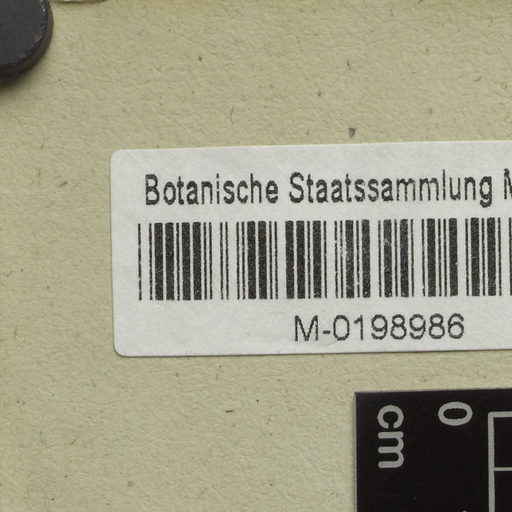 Botanische Staatssammlung M
M-0198986
0
cm